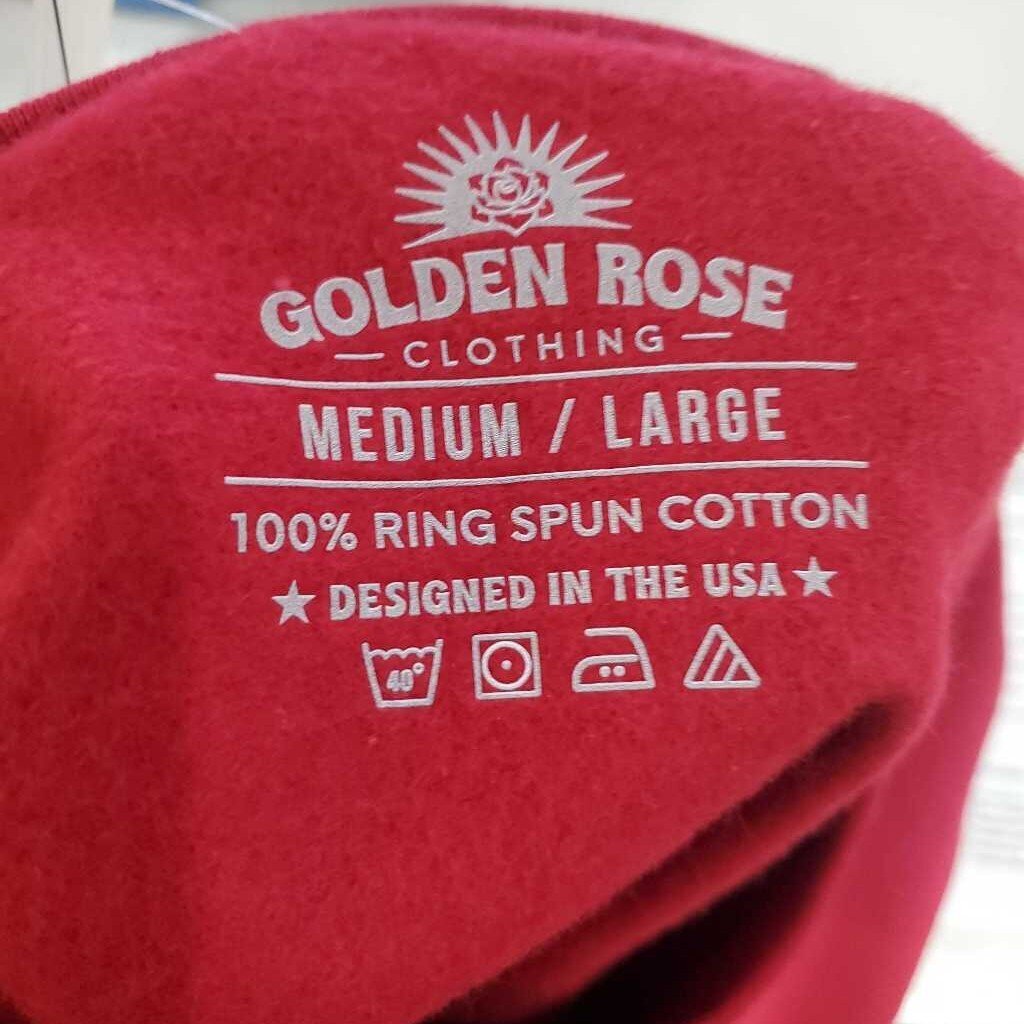 GOLDEN ROSE
CLOTHING
MEDIUM / LARGE
100% RING SPUN COTTON
★ DESIGNED IN THE USA ★
40°